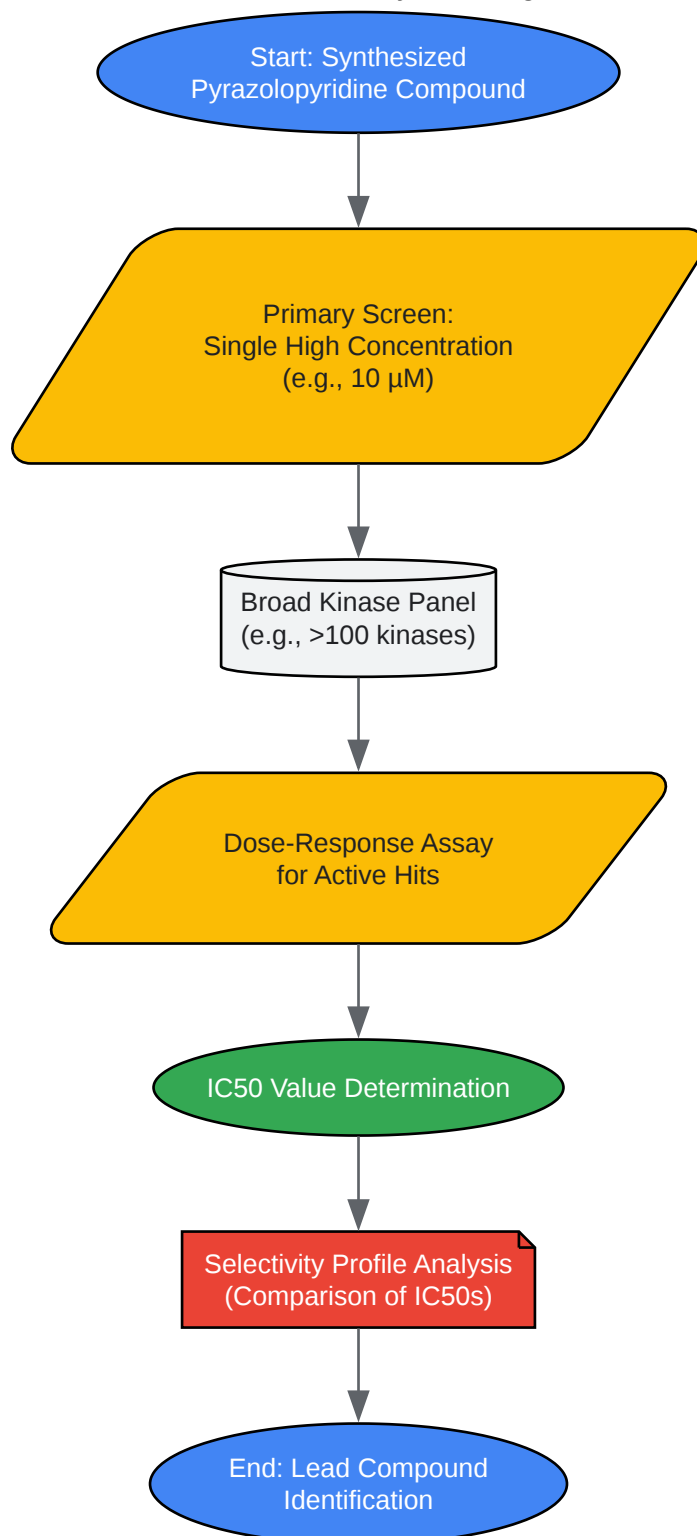 Start: Synthesized
Pyrazolopyridine Compound
Primary Screen:
Single High Concentration
(e.g., 10 µM)
Broad Kinase Panel
(e.g., >100 kinases)
Dose-Response Assay
for Active Hits
IC50 Value Determination
Selectivity Profile Analysis
(Comparison of IC50s)
End: Lead Compound
Identification